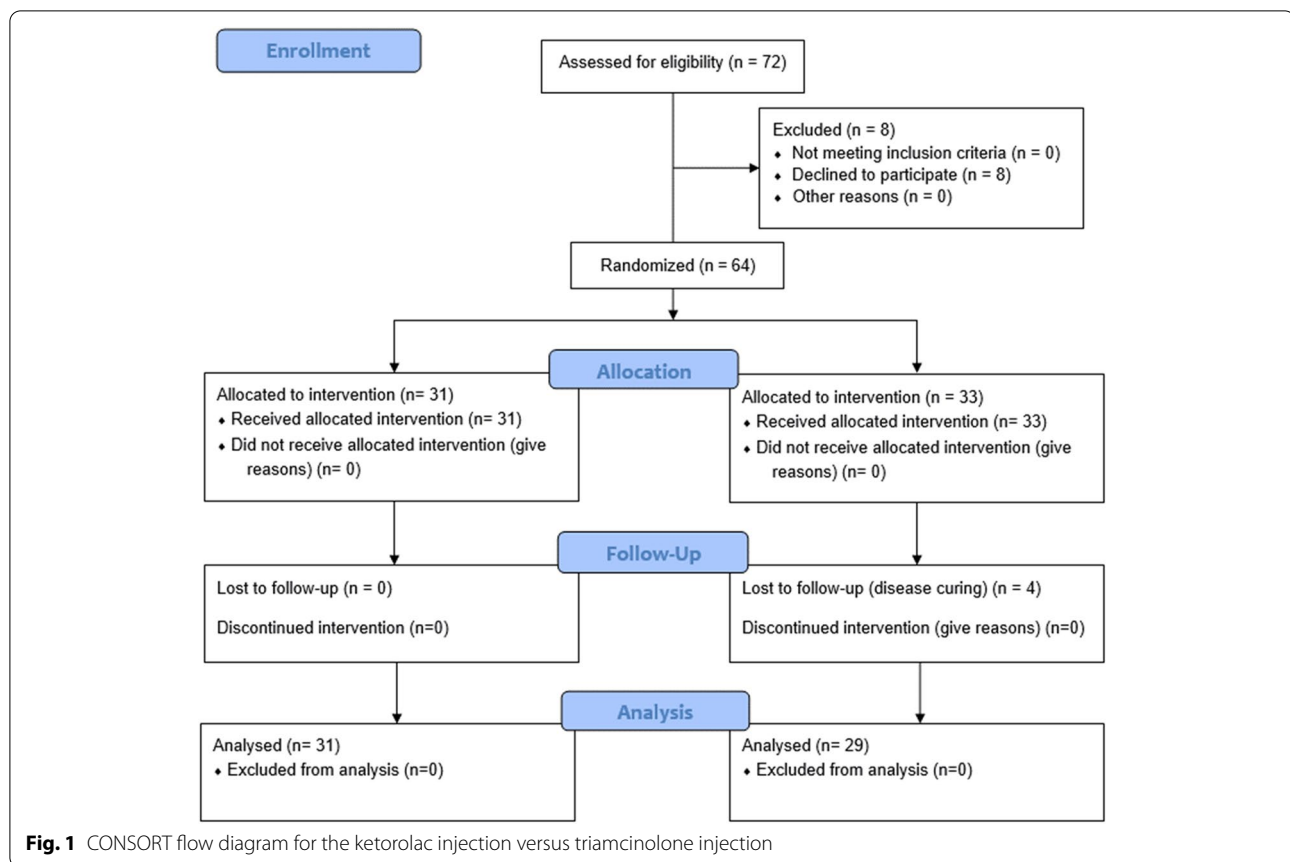 Enrollment
Assessed for eligibility (n = 72)
Excluded (n = 8)
♦ Not meeting inclusion criteria (n = 0)
♦ Declined to participate (n = 8)
♦ Other reasons (n = 0)
Randomized (n = 64)
Allocation
Allocated to intervention (n= 31)
♦ Received allocated intervention (n= 31)
♦ Did not receive allocated intervention (give
reasons) (n= 0)
Allocated to intervention (n = 33)
♦ Received allocated intervention (n= 33)
♦ Did not receive allocated intervention (give
reasons) (n= 0)
Follow-Up
Lost to follow-up (n = 0)
Discontinued intervention (n=0)
Lost to follow-up (disease curing) (n = 4)
Discontinued intervention (give reasons) (n=0)
Analysis
Analysed (n= 31)
♦ Excluded from analysis (n=0)
Analysed (n= 29)
♦ Excluded from analysis (n=0)
Fig. 1 CONSORT flow diagram for the ketorolac injection versus triamcinolone injection